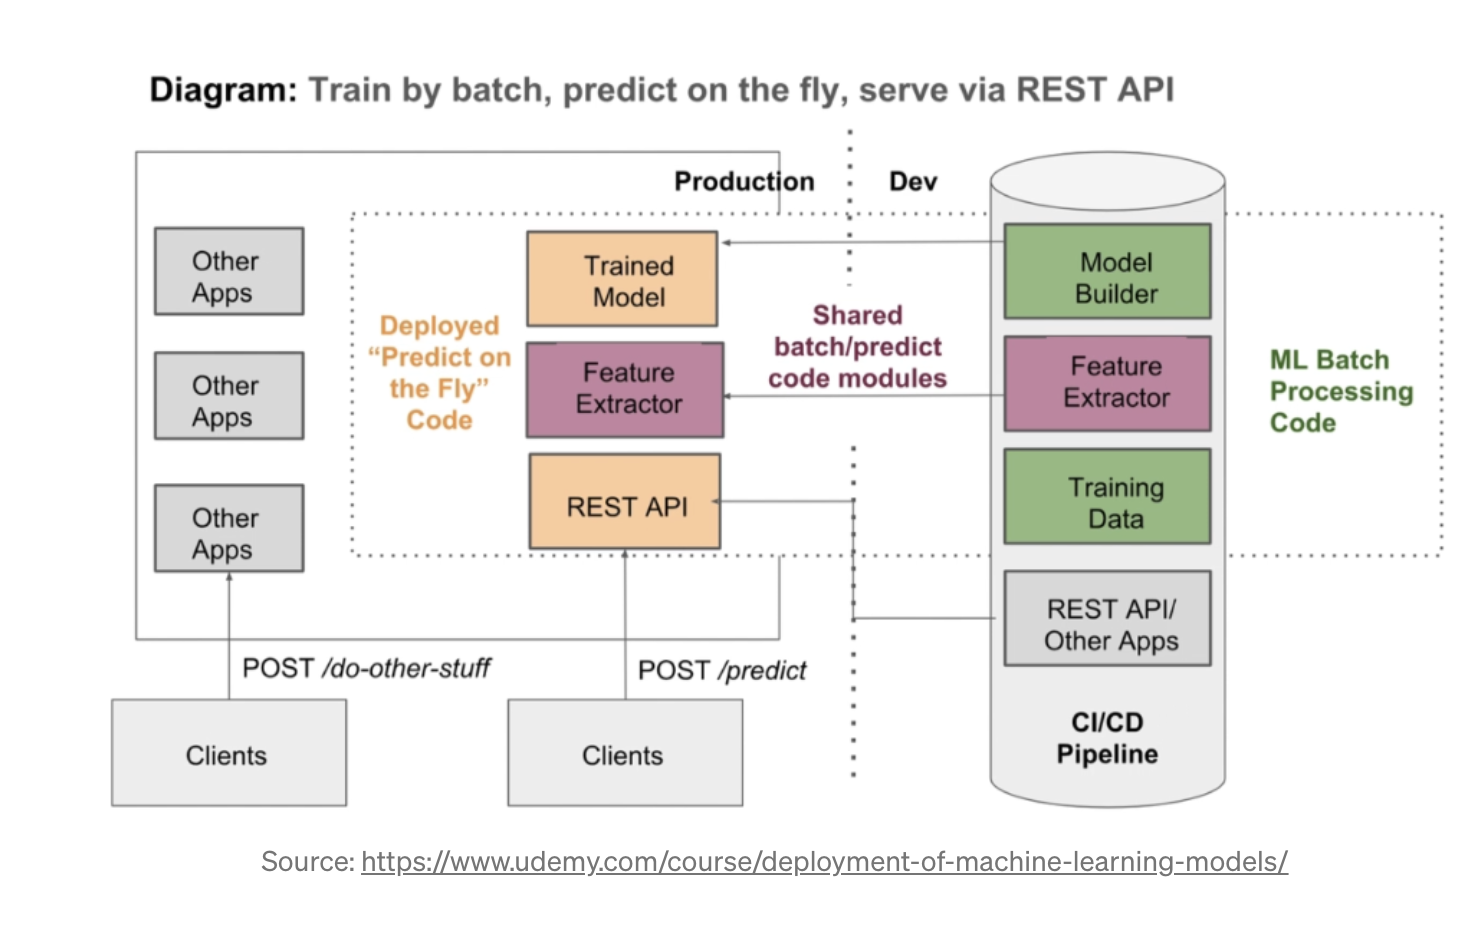 Diagram: Train by batch, predict on the fly, serve via REST API
Production
Dev
Other
Apps
Other
Apps
Other
Apps
Deployed
“Predict on
the Fly”
Code
Trained
Model
Feature
Extractor
REST API
Shared
batch/predict
code modules
Model
Builder
Feature
Extractor
Training
Data
REST API/
Other Apps
CI/CD
Pipeline
ML Batch
Processing
Code
POST /do-other-stuff
POST /predict
Clients
Clients
Source: https://www.udemy.com/course/deployment-of-machine-learning-models/